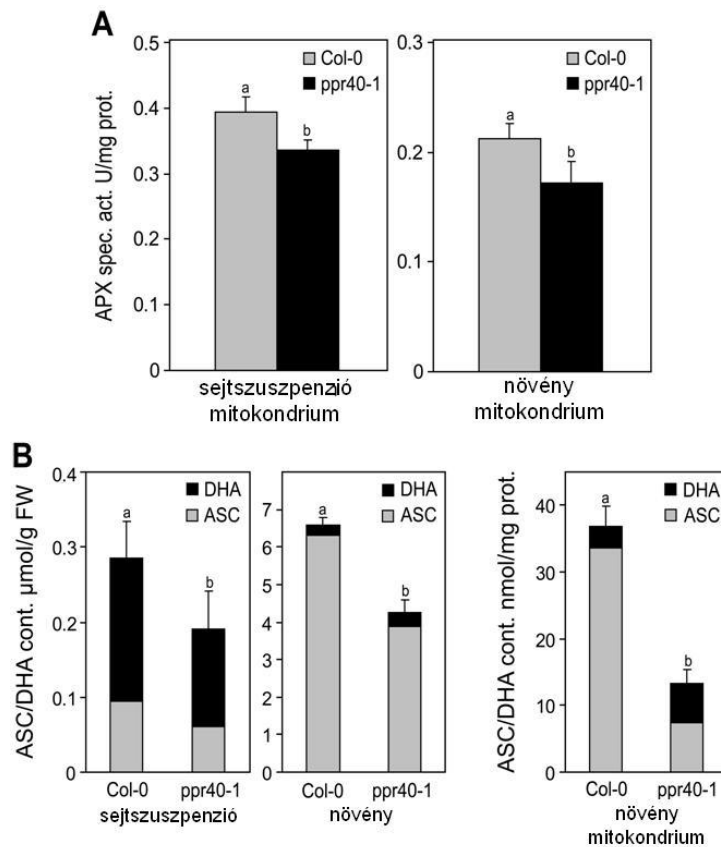 A
APX spec. act. U/mg prot.
0.5
0.4
0.3
0.2
0.1
0
Col-0
ppr40-1
a
b
sejtszuszpenzió
mitokondrium
0.3
0.2
0.1
0
Col-0
ppr40-1
a
b
növény
mitokondrium
B
ASC/DHA cont. µmol/g FW
0.4
0.3
0.2
0.1
0
DHA
ASC
a
b
Col-0 ppr40-1
sejtszuszpenzió
7
6
5
4
3
2
1
0
DHA
ASC
a
b
Col-0 ppr40-1
növény
ASC/DHA cont. nmol/mg prot.
40
30
20
10
0
DHA
ASC
a
b
Col-0 ppr40-1
növény
mitokondrium